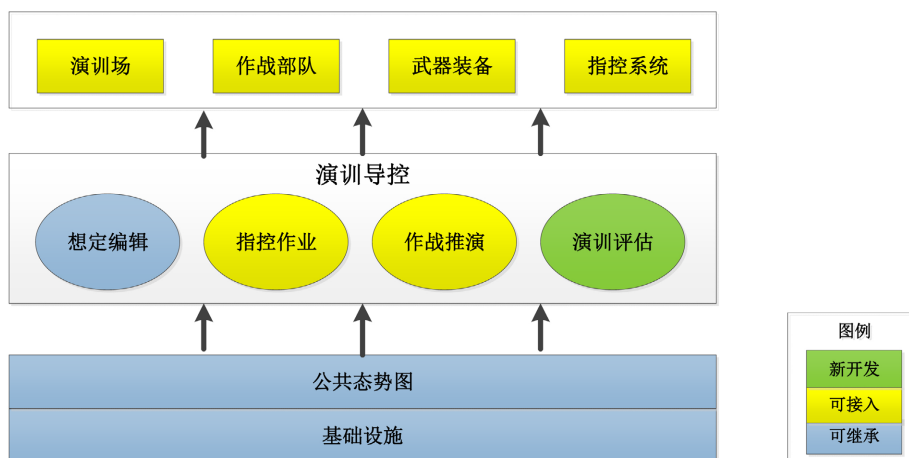 演训场
作战部队
武器装备
指控系统
演训导控
想定编辑
指控作业
作战推演
演训评估
公共态势图
基础设施
图例
新开发
可接入
可继承